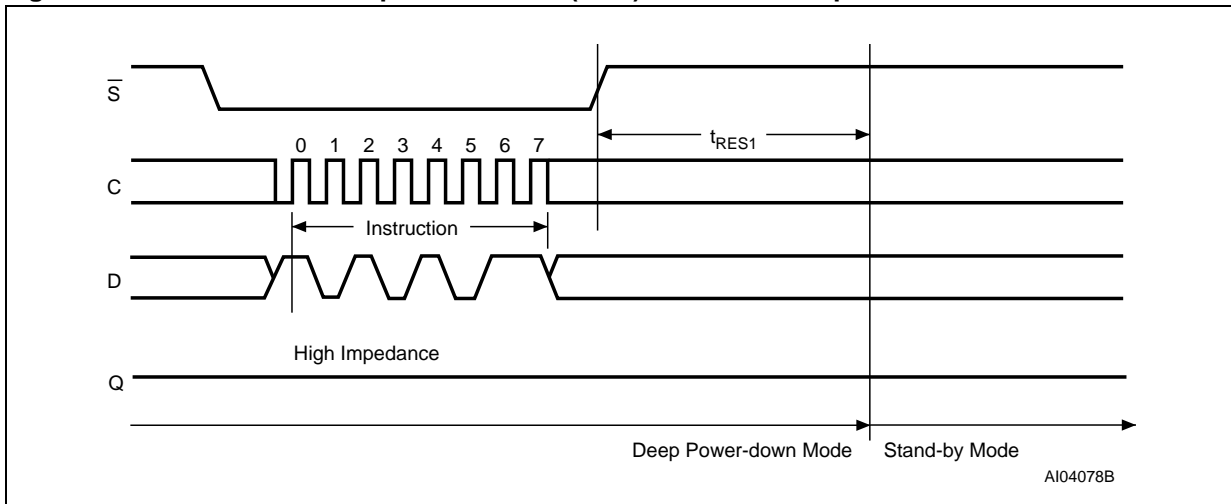 S̅
tRES1
0 1 2 3 4 5 6 7
C
Instruction
D
High Impedance
Q
Deep Power-down Mode
Stand-by Mode
AI04078B